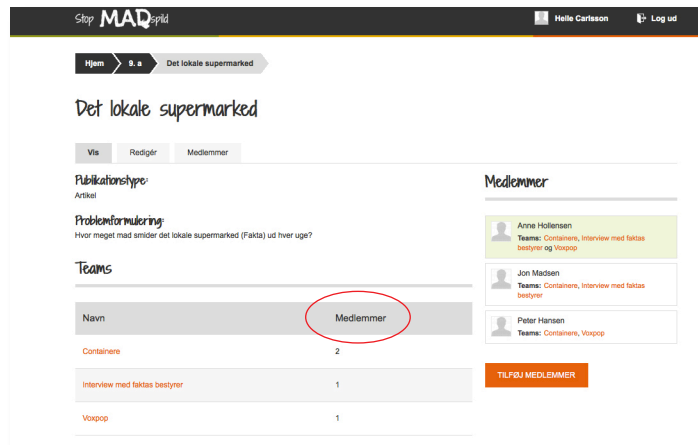 Stop MADspild
Helle Carlsson
Log ud
Hjem
9. a
Det lokale supermarked
Det lokale supermarked
Vis
Redigér
Medlemmer
Publikationstype:
Artikel
Problemformulering:
Hvor meget mad smider det lokale supermarked (Fakta) ud hver uge?
Teams
Navn
Medlemmer
Containere
2
Interview med faktas bestyrer
1
Voxpop
1
Medlemmer
Anne Hollensen
Teams: Containere, Interview med faktas
bestyrer og Voxpop
Jon Madsen
Teams: Containere, Interview med faktas
bestyrer
Peter Hansen
Teams: Containere, Voxpop
TILFØJ MEDLEMMER